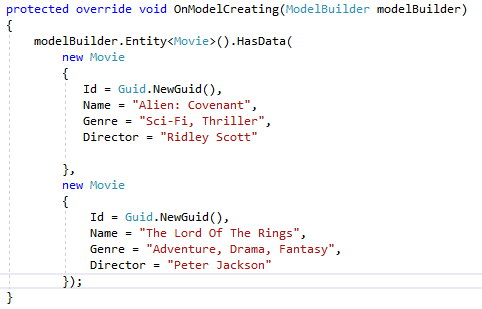 protected override void OnModelCreating(ModelBuilder modelBuilder)
{
    modelBuilder.Entity<Movie>().HasData(
        new Movie
        {
           Id = Guid.NewGuid(),
           Name = "Alien: Covenant",
           Genre = "Sci-Fi, Thriller",
           Director = "Ridley Scott"

        },
        new Movie
        {
            Id = Guid.NewGuid(),
            Name = "The Lord Of The Rings",
            Genre = "Adventure, Drama, Fantasy",
            Director = "Peter Jackson"
        });
}